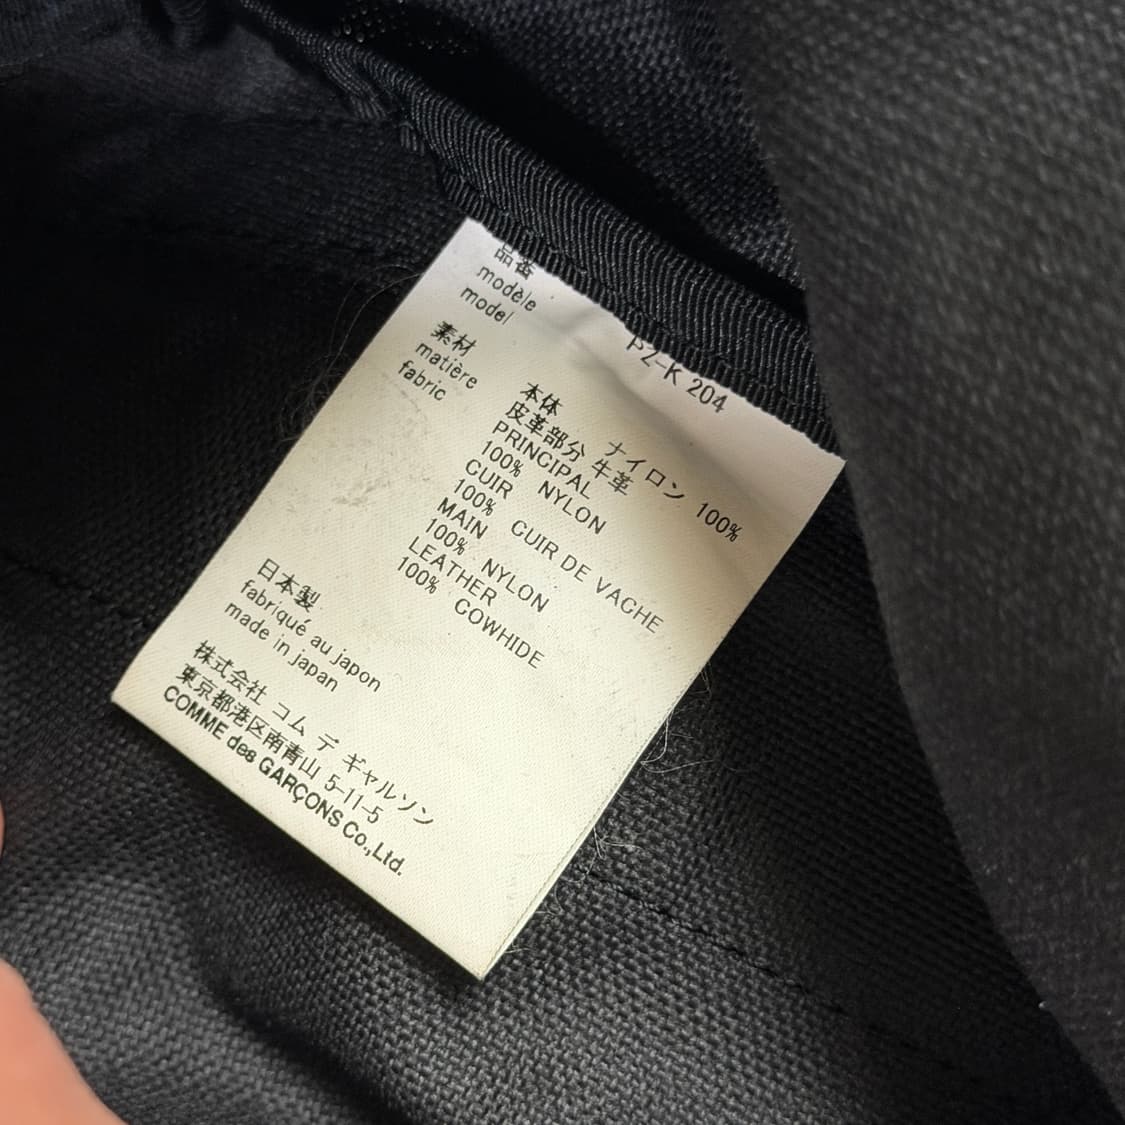 品番
modèle
model
PZ-K 204
素材
matière
fabric
本体 ナイロン 100%
皮革部分 牛革
PRINCIPAL
100% NYLON
CUIR
100% CUIR DE VACHE
MAIN
100% NYLON
LEATHER
100% COWHIDE
日本製
fabriqué au japon
made in japan
株式会社 コム デ ギャルソン
東京都港区南青山 5-11-5
COMME des GARÇONS Co.,Ltd.